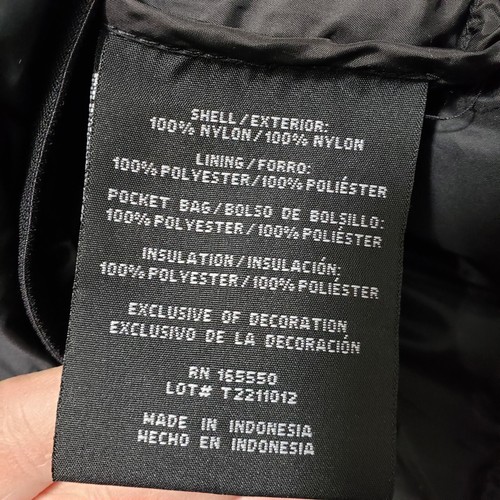 SHELL/EXTERIOR:
100% NYLON/100% NYLON
LINING/FORRO:
100% POLYESTER/100% POLIÉSTER
POCKET BAG/BOLSO DE BOLSILLO:
100% POLYESTER/100% POLIÉSTER
INSULATION/INSULACIÓN:
100% POLYESTER/100% POLIÉSTER
EXCLUSIVE OF DECORATION
EXCLUSIVO DE LA DECORACIÓN
RN 165550
LOT# T2211012
MADE IN INDONESIA
HECHO EN INDONESIA